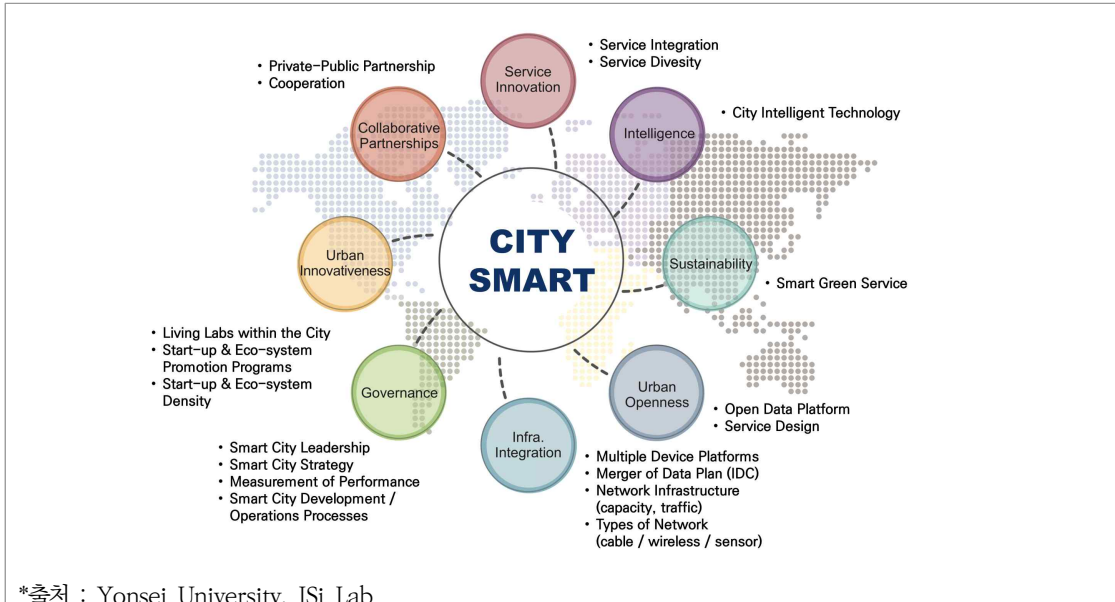 Service
Innovation
• Service Integration
• Service Divesity
• Private-Public Partnership
• Cooperation
Collaborative
Partnerships
Intelligence
• City Intelligent Technology
Urban
Innovativeness
CITY
SMART
Sustainability
• Smart Green Service
• Living Labs within the City
• Start-up & Eco-system
Promotion Programs
• Start-up & Eco-system
Density
Governance
• Smart City Leadership
• Smart City Strategy
• Measurement of Performance
• Smart City Development /
Operations Processes
Infra.
Integration
• Multiple Device Platforms
• Merger of Data Plan (IDC)
• Network Infrastructure
(capacity, traffic)
• Types of Network
(cable / wireless / sensor)
Urban
Openness
• Open Data Platform
• Service Design
*출처 : Yonsei University, ISi Lab